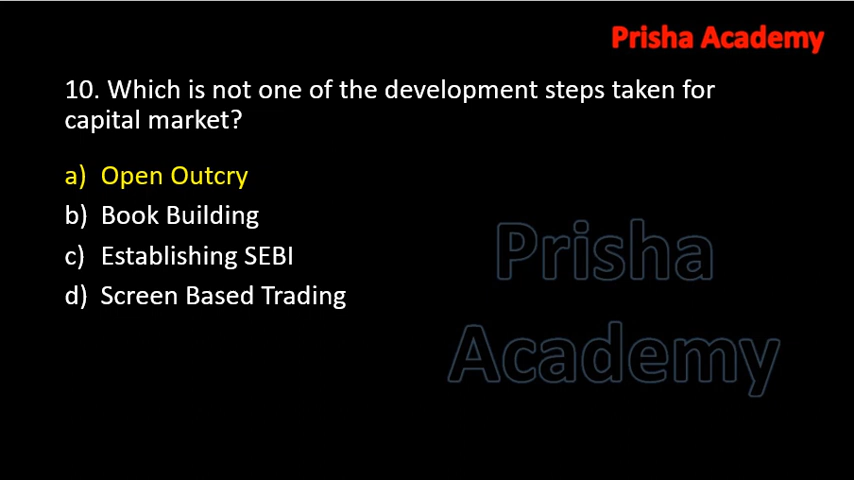 Prisha Academy
10. Which is not one of the development steps taken for
capital market?
a) Open Outcry
b) Book Building
c) Establishing SEBI
d) Screen Based Trading
Prisha
Academy